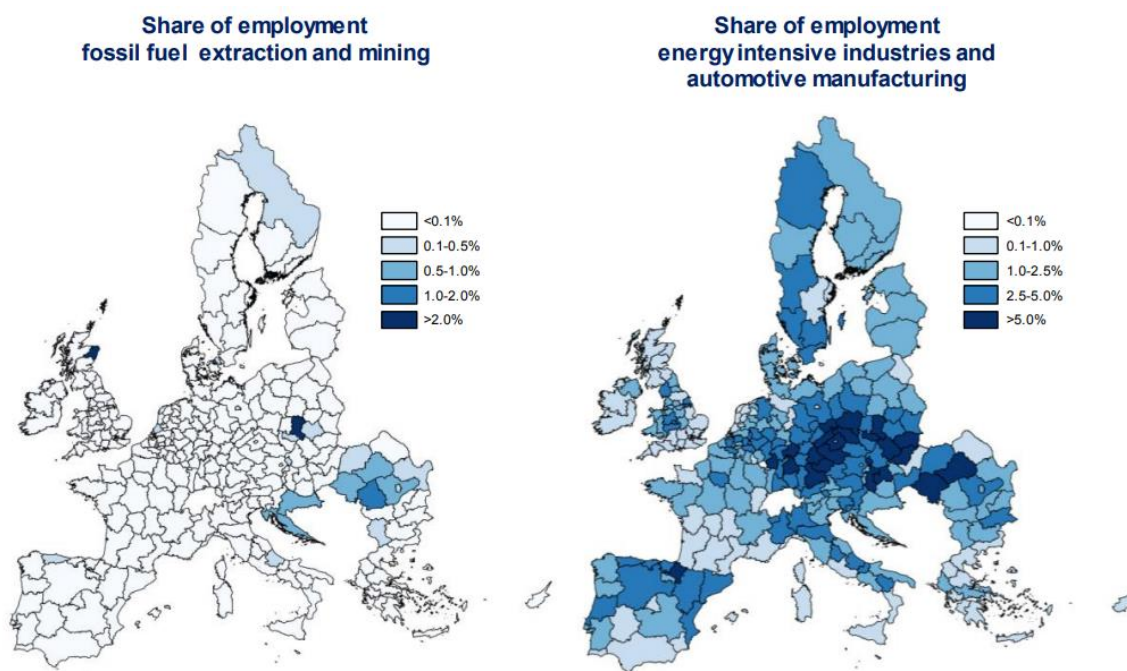 Share of employment
fossil fuel extraction and mining
Share of employment
energy intensive industries and
automotive manufacturing
<0.1%
0.1-0.5%
0.5-1.0%
1.0-2.0%
>2.0%
<0.1%
0.1-1.0%
1.0-2.5%
2.5-5.0%
>5.0%